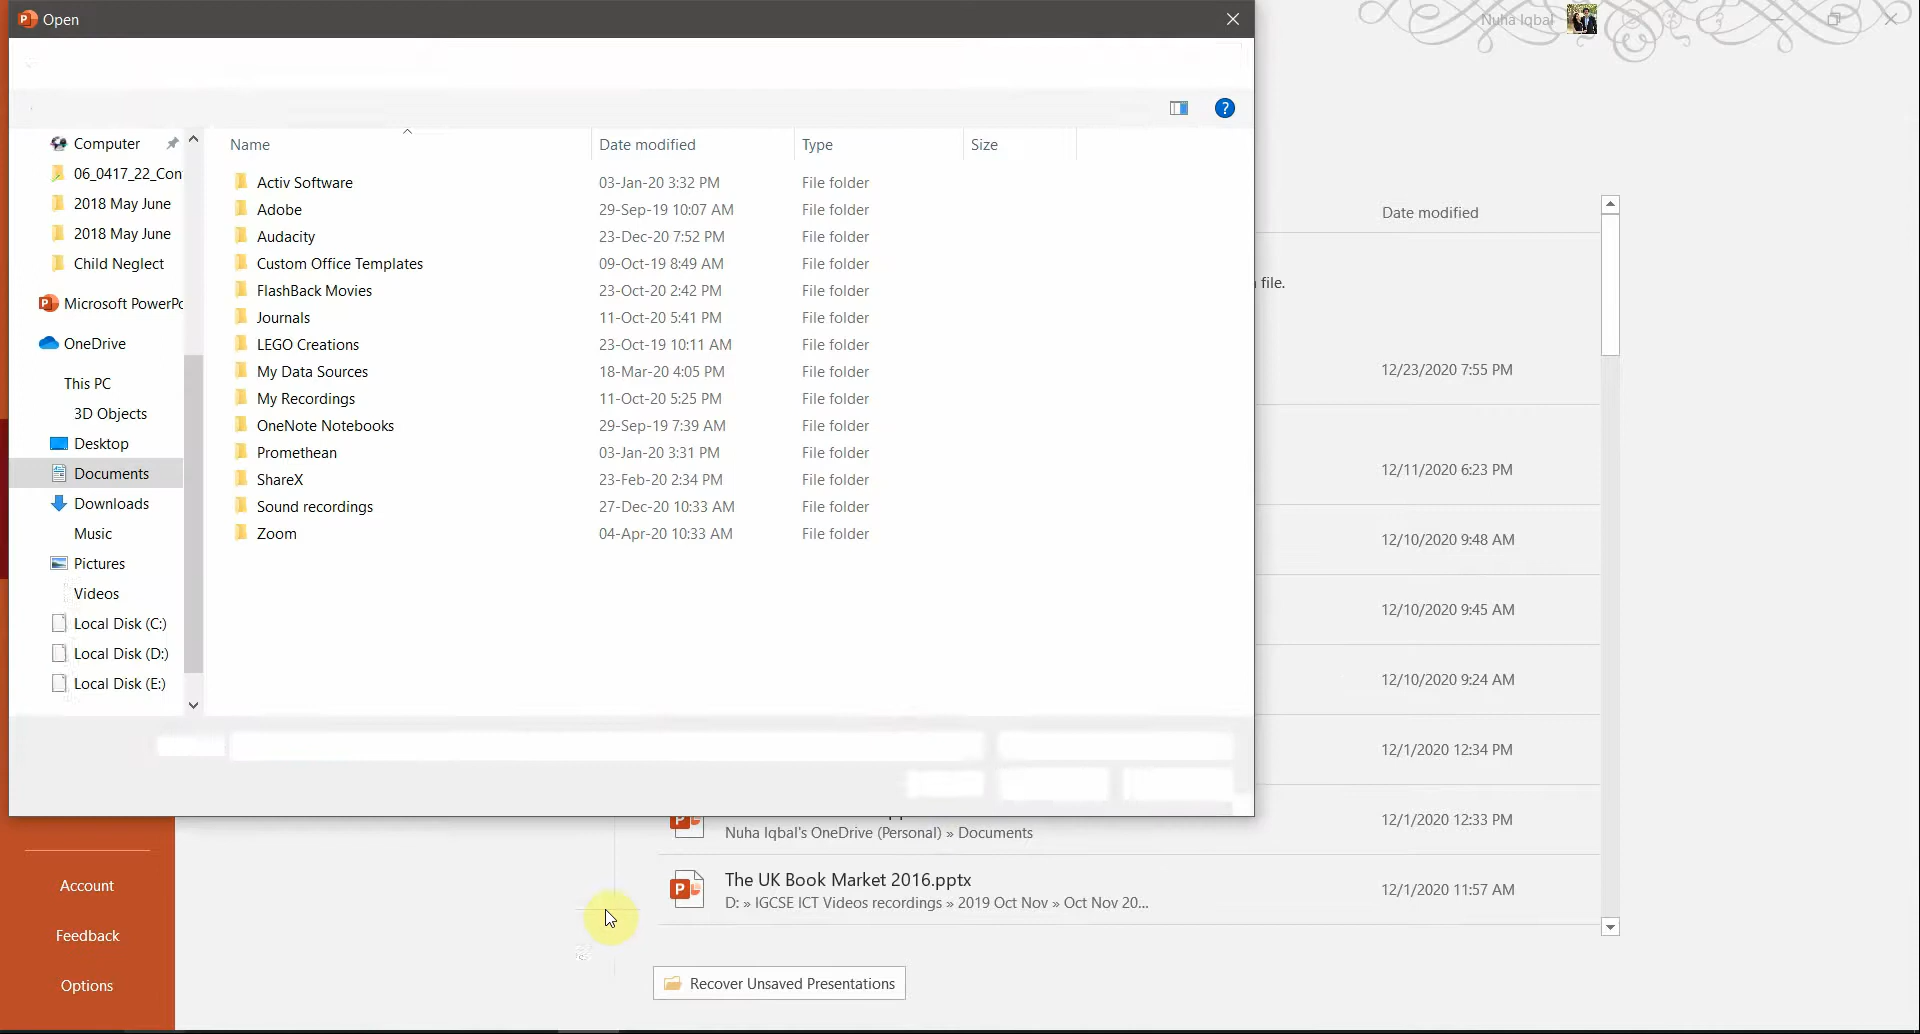 Open
Nuha Iqbal
Computer
06_0417_22_Con
2018 May June
2018 May June
Child Neglect
Microsoft PowerPo
OneDrive
This PC
3D Objects
Desktop
Documents
Downloads
Music
Pictures
Videos
Local Disk (C:)
Local Disk (D:)
Local Disk (E:)
Name Date modified Type Size
Activ Software 03-Jan-20 3:32 PM File folder
Adobe 29-Sep-19 10:07 AM File folder
Audacity 23-Dec-20 7:52 PM File folder
Custom Office Templates 09-Oct-19 8:49 AM File folder
FlashBack Movies 23-Oct-20 2:42 PM File folder
Journals 11-Oct-20 5:41 PM File folder
LEGO Creations 23-Oct-19 10:11 AM File folder
My Data Sources 18-Mar-20 4:05 PM File folder
My Recordings 11-Oct-20 5:25 PM File folder
OneNote Notebooks 29-Sep-19 7:39 AM File folder
Promethean 03-Jan-20 3:31 PM File folder
ShareX 23-Feb-20 2:34 PM File folder
Sound recordings 27-Dec-20 10:33 AM File folder
Zoom 04-Apr-20 10:33 AM File folder
Date modified
file.
12/23/2020 7:55 PM
12/11/2020 6:23 PM
12/10/2020 9:48 AM
12/10/2020 9:45 AM
12/10/2020 9:24 AM
12/1/2020 12:34 PM
12/1/2020 12:33 PM
Nuha Iqbal's OneDrive (Personal) » Documents
The UK Book Market 2016.pptx
12/1/2020 11:57 AM
D: » IGCSE ICT Videos recordings » 2019 Oct Nov » Oct Nov 20...
Recover Unsaved Presentations
Account
Feedback
Options